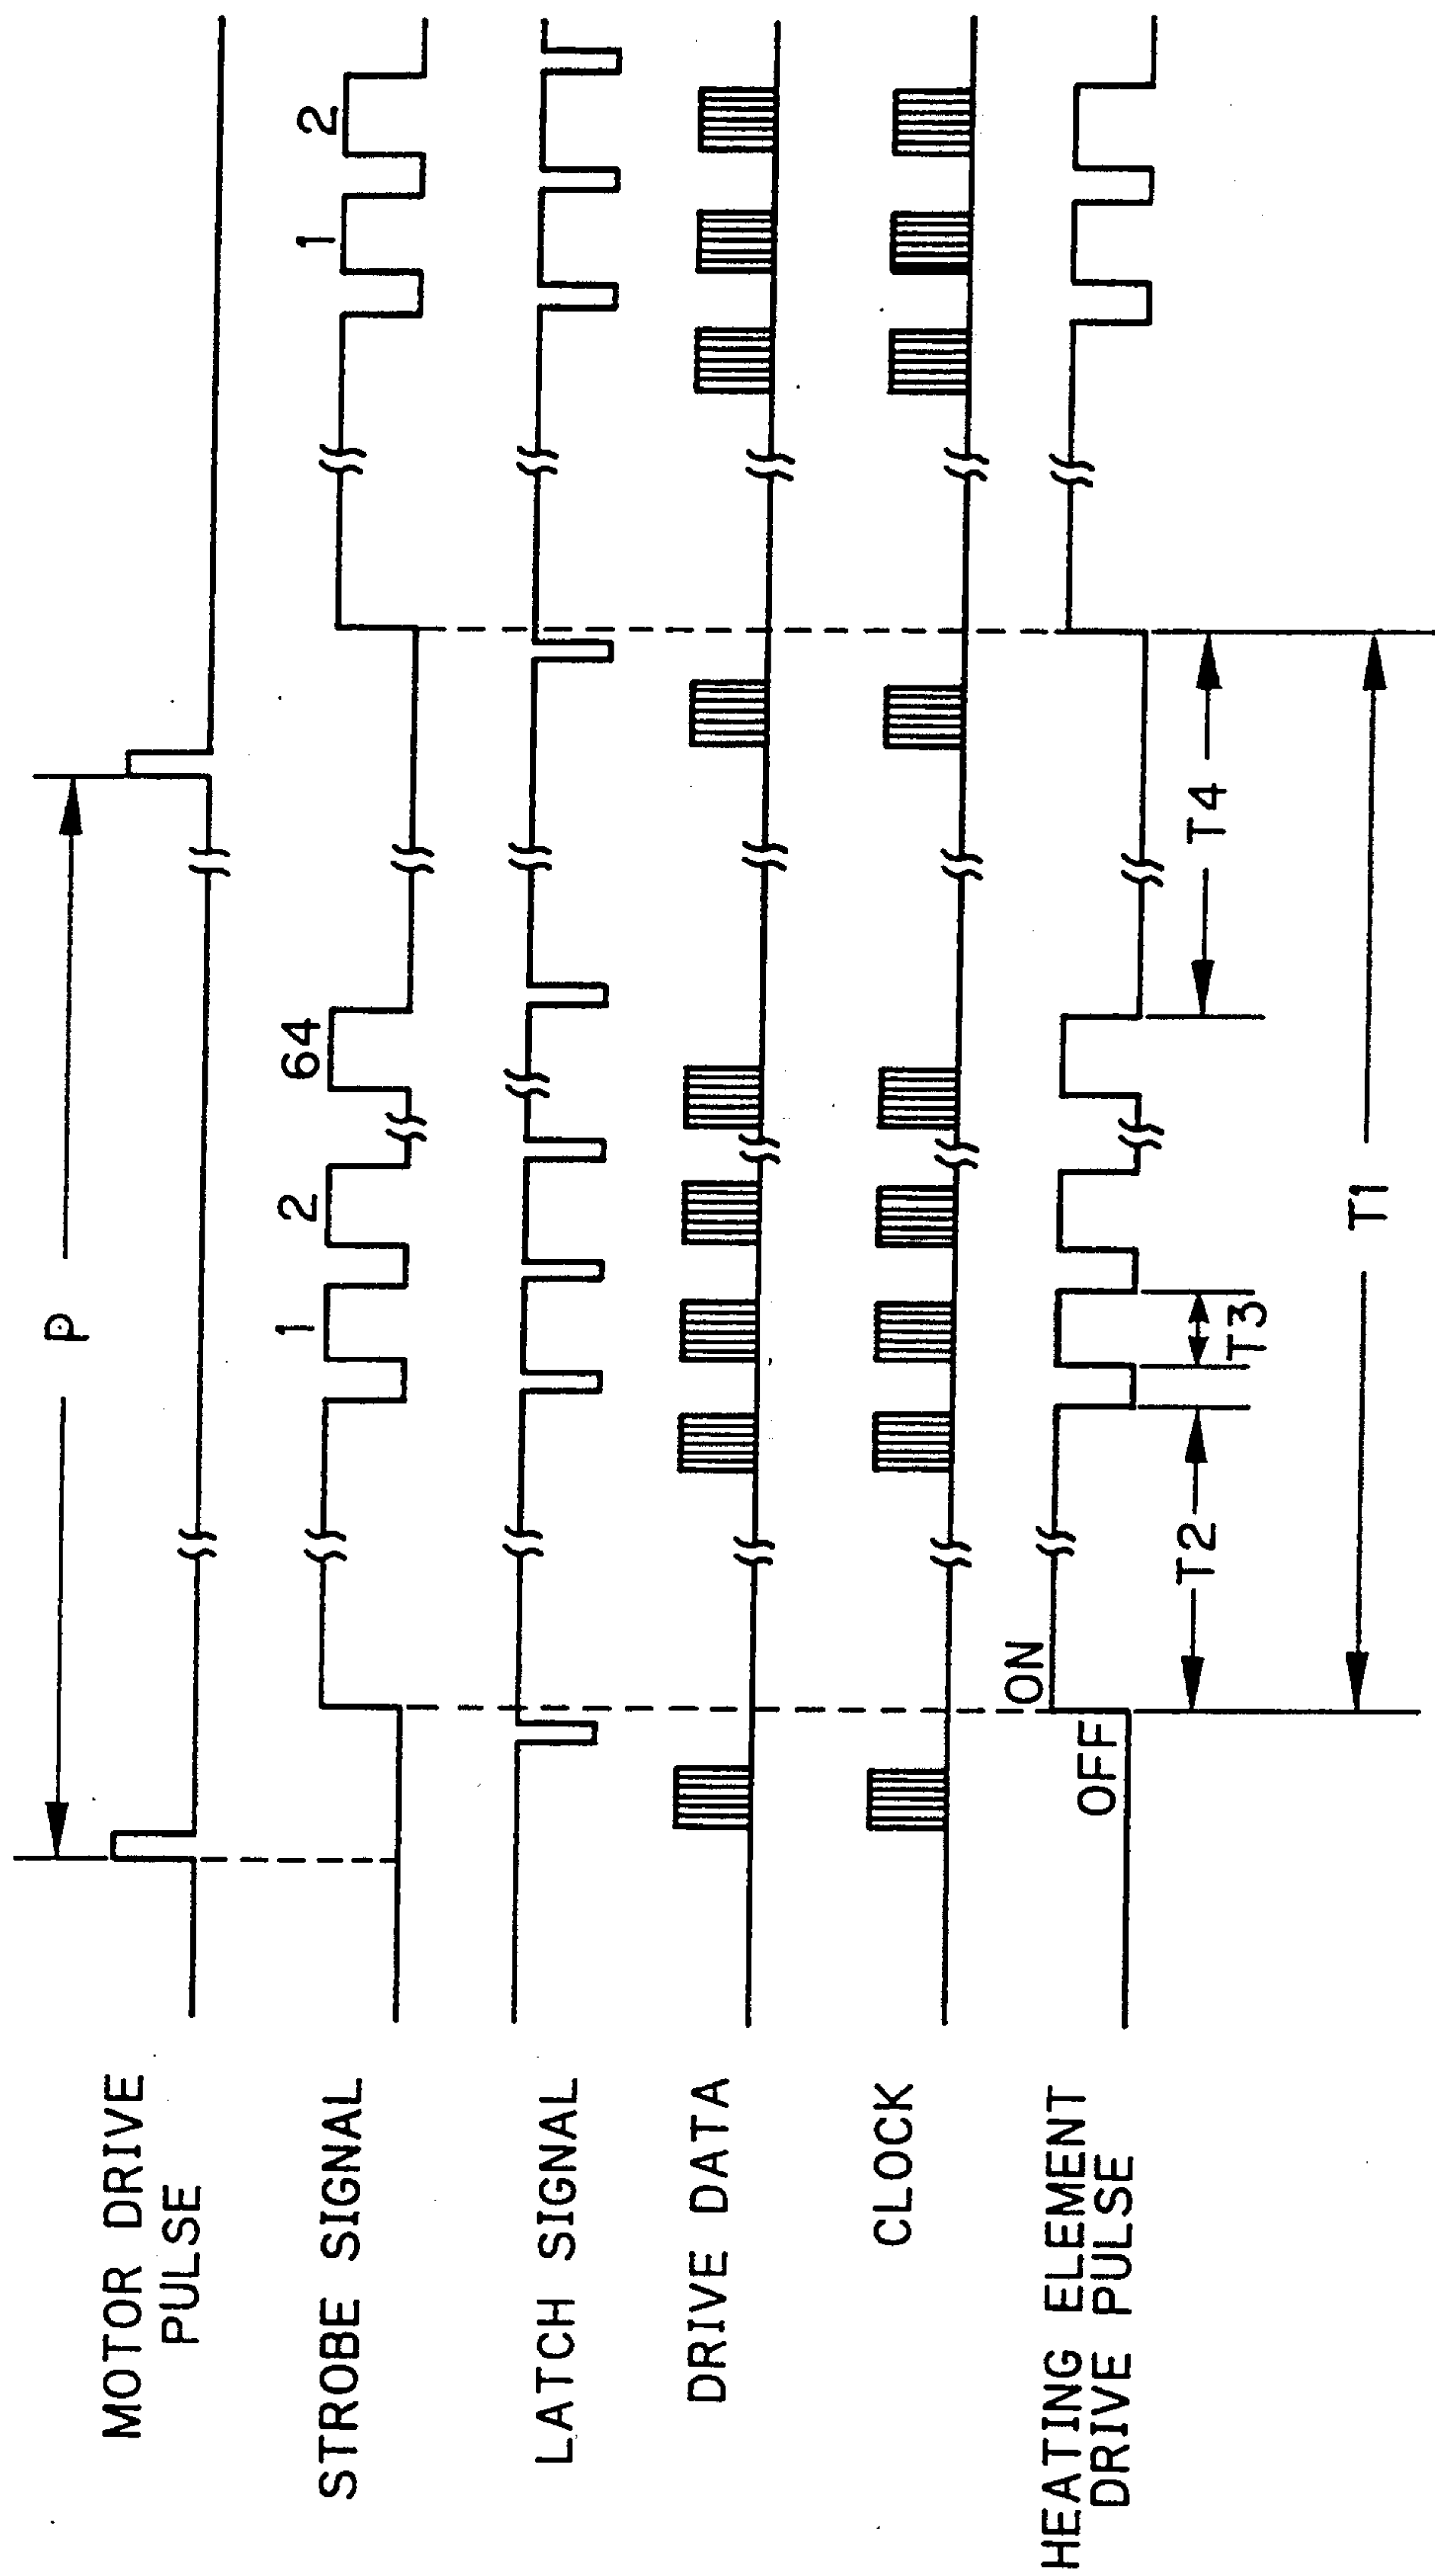 P
MOTOR DRIVE
PULSE
1 2 64 1 2
STROBE SIGNAL
LATCH SIGNAL
DRIVE DATA
CLOCK
ON
OFF
HEATING ELEMENT
DRIVE PULSE
T2 T3 T4
T1